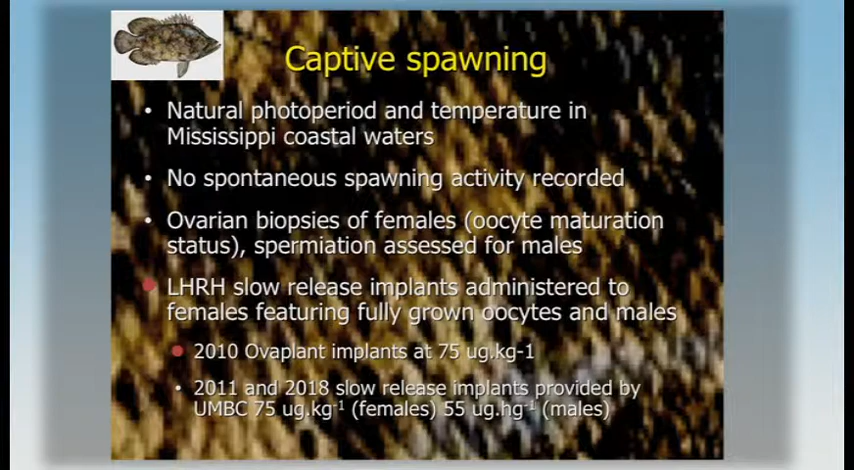 Captive spawning
• Natural photoperiod and temperature in
Mississippi coastal waters
• No spontaneous spawning activity recorded
• Ovarian biopsies of females (oocyte maturation
status), spermiation assessed for males
• LHRH slow release implants administered to
females featuring fully grown oocytes and males
• 2010 Ovaplant implants at 75 ug.kg-1
• 2011 and 2018 slow release implants provided by
UMBC 75 ug.kg⁻¹ (females) 55 ug.hg⁻¹ (males)